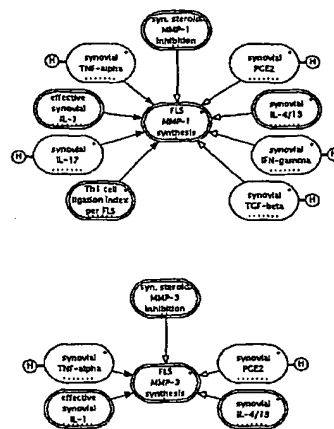 syn. steroid
MMP-1
inhibition
synovial
TNF-alpha
H
synovial
PGE2
H
effective
synovial
IL-1
FLS
MMP-1
synthesis
synovial
IL-4/13
H
synovial
IL-17
synovial
IFN-gamma
H
Th1 cell
ligation index
per FLS
synovial
TGF-beta
H
syn. steroid
MMP-3
inhibition
H
synovial
TNF-alpha
FLS
MMP-3
synthesis
synovial
PGE2
H
effective
synovial
IL-1
synovial
IL-4/13